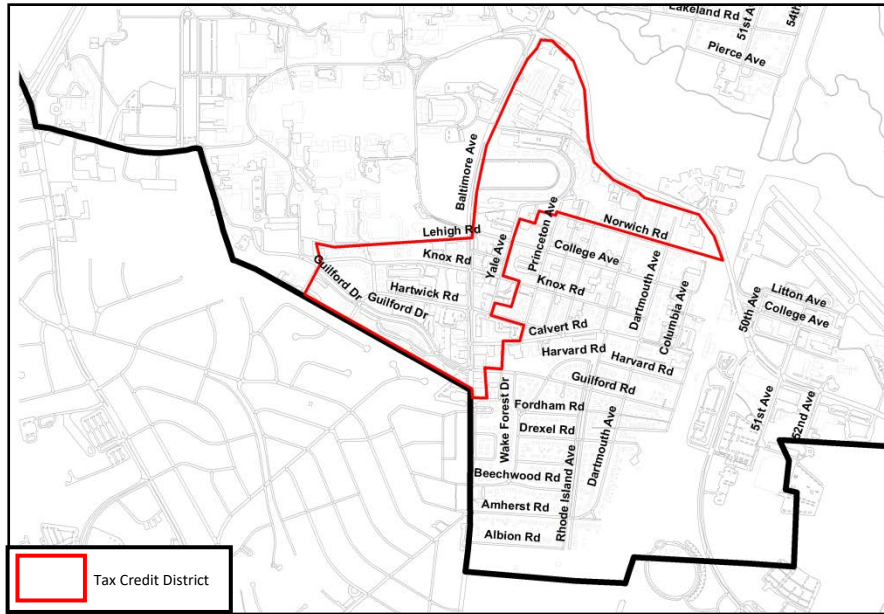 Lakeland Rd
51st Ave
54th
Pierce Ave
Baltimore Ave
Lehigh Rd
Norwich Rd
Princeton Ave
Yale Ave
College Ave
Knox Rd
Knox Rd
Guilford Dr
Guilford Dr
Hartwick Rd
Dartmouth Ave
Columbia Ave
Calvert Rd
Harvard Rd
Harvard Rd
Guilford Rd
50th Ave
Litton Ave
College Ave
51st Ave
52nd Ave
Wake Forest Dr
Fordham Rd
Drexel Rd
Dartmouth Ave
Rhode Island Ave
Beechwood Rd
Amherst Rd
Albion Rd
Tax Credit District